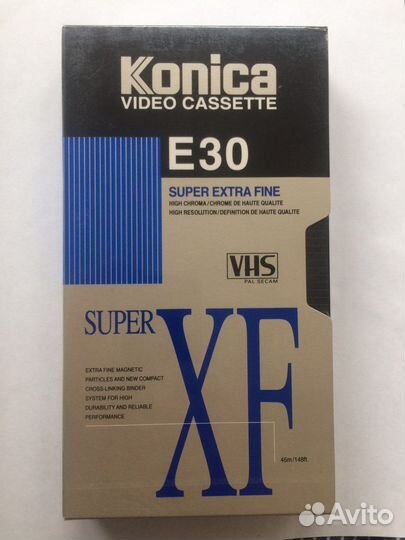 Konica
VIDEO CASSETTE
E30
SUPER EXTRA FINE
HIGH CHROMA/CHROME DE HAUTE QUALITE
HIGH RESOLUTION/DEFINITION DE HAUTE QUALITE
VHS
PAL SECAM
SUPER
XF
EXTRA FINE MAGNETIC
PARTICLES AND NEW COMPACT
CROSS-LINKING BINDER
SYSTEM FOR HIGH
DURABILITY AND RELIABLE
PERFORMANCE.
45m/148ft.
Avito